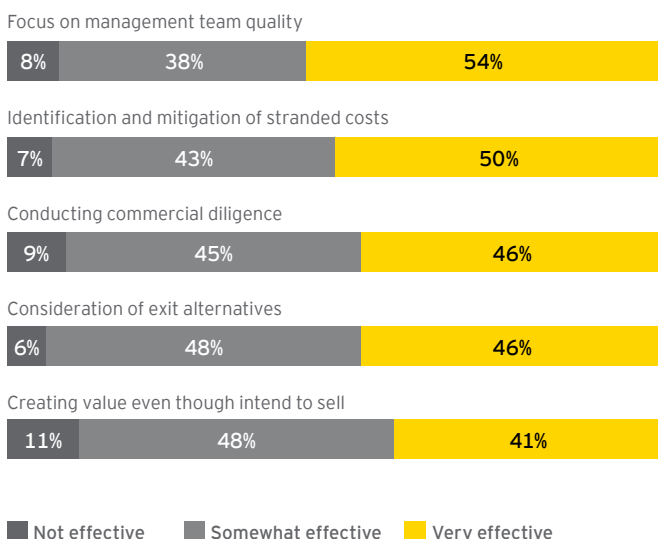 Focus on management team quality
8% 38% 54%
Identification and mitigation of stranded costs
7% 43% 50%
Conducting commercial diligence
9% 45% 46%
Consideration of exit alternatives
6% 48% 46%
Creating value even though intend to sell
11% 48% 41%
Not effective Somewhat effective Very effective